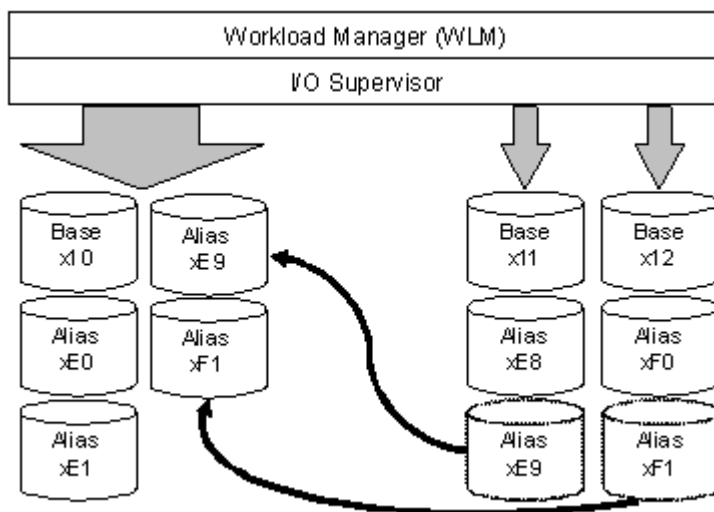 Workload Manager (WLM)
I/O Supervisor
Base
x10
Alias
xE9
Base
x11
Base
x12
Alias
xE0
Alias
xF1
Alias
xE8
Alias
xF0
Alias
xE1
Alias
xE9
Alias
xF1